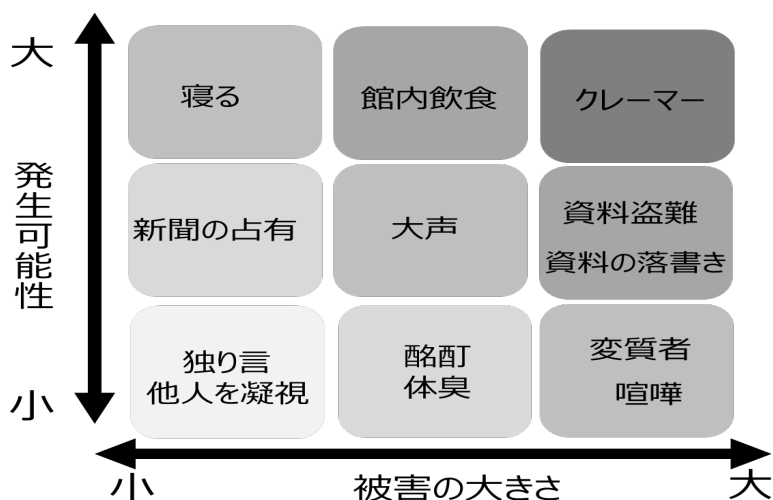 大
寝る
館内飲食
クレーマー
発生可能性
新聞の占有
大声
資料盗難
資料の落書き
独り言
他人を凝視
酩酊
体臭
変質者
喧嘩
小
小
被害の大きさ
大